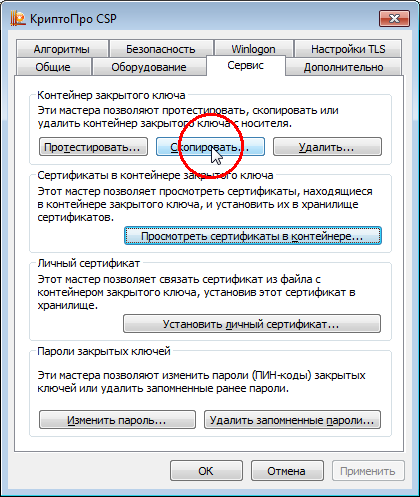 КриптоПро CSP
Алгоритмы Безопасность Winlogon Настройки TLS
Общие Оборудование Сервис Дополнительно
Контейнер закрытого ключа
Эти мастера позволяют протестировать, скопировать или
удалить контейнер закрытого ключа с носителя.
Протестировать... Скопировать... Удалить...
Сертификаты в контейнере закрытого ключа
Этот мастер позволяет просмотреть сертификаты, находящиеся
в контейнере закрытого ключа, и установить их в хранилище
сертификатов.
Просмотреть сертификаты в контейнере...
Личный сертификат
Этот мастер позволяет связать сертификат из файла с
контейнером закрытого ключа, установив этот сертификат в
хранилище.
Установить личный сертификат...
Пароли закрытых ключей
Эти мастера позволяют изменить пароли (ПИН-коды) закрытых
ключей или удалить запомненные ранее пароли.
Изменить пароль... Удалить запомненные пароли...
ОК Отмена Применить